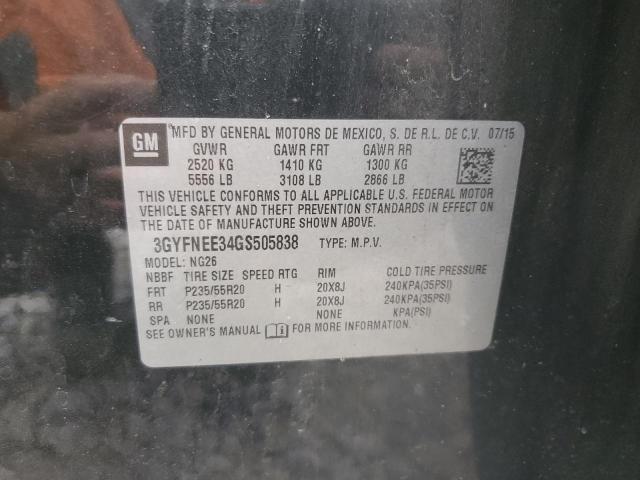 GM MFD BY GENERAL MOTORS DE MEXICO, S. DE R.L. DE C.V. 07/15
GVWR GAWR FRT GAWR RR
2520 KG 1410 KG 1300 KG
5556 LB 3108 LB 2866 LB
THIS VEHICLE CONFORMS TO ALL APPLICABLE U.S. FEDERAL MOTOR
VEHICLE SAFETY AND THEFT PREVENTION STANDARDS IN EFFECT ON
THE DATE OF MANUFACTURE SHOWN ABOVE.
3GYFNEE34GS505838 TYPE: M.P.V.
MODEL: NG26
NBBF TIRE SIZE SPEED RTG RIM COLD TIRE PRESSURE
FRT P235/55R20 H 20X8J 240KPA(35PSI)
RR P235/55R20 H 20X8J 240KPA(35PSI)
SPA NONE NONE KPA(PSI)
SEE OWNER'S MANUAL FOR MORE INFORMATION.